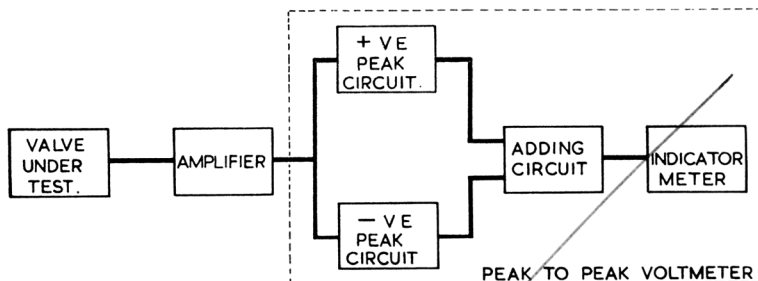 + VE
PEAK
CIRCUIT.
VALVE
UNDER
TEST.
AMPLIFIER
ADDING
CIRCUIT
INDICATOR
METER
– VE
PEAK
CIRCUIT
PEAK TO PEAK VOLTMETER